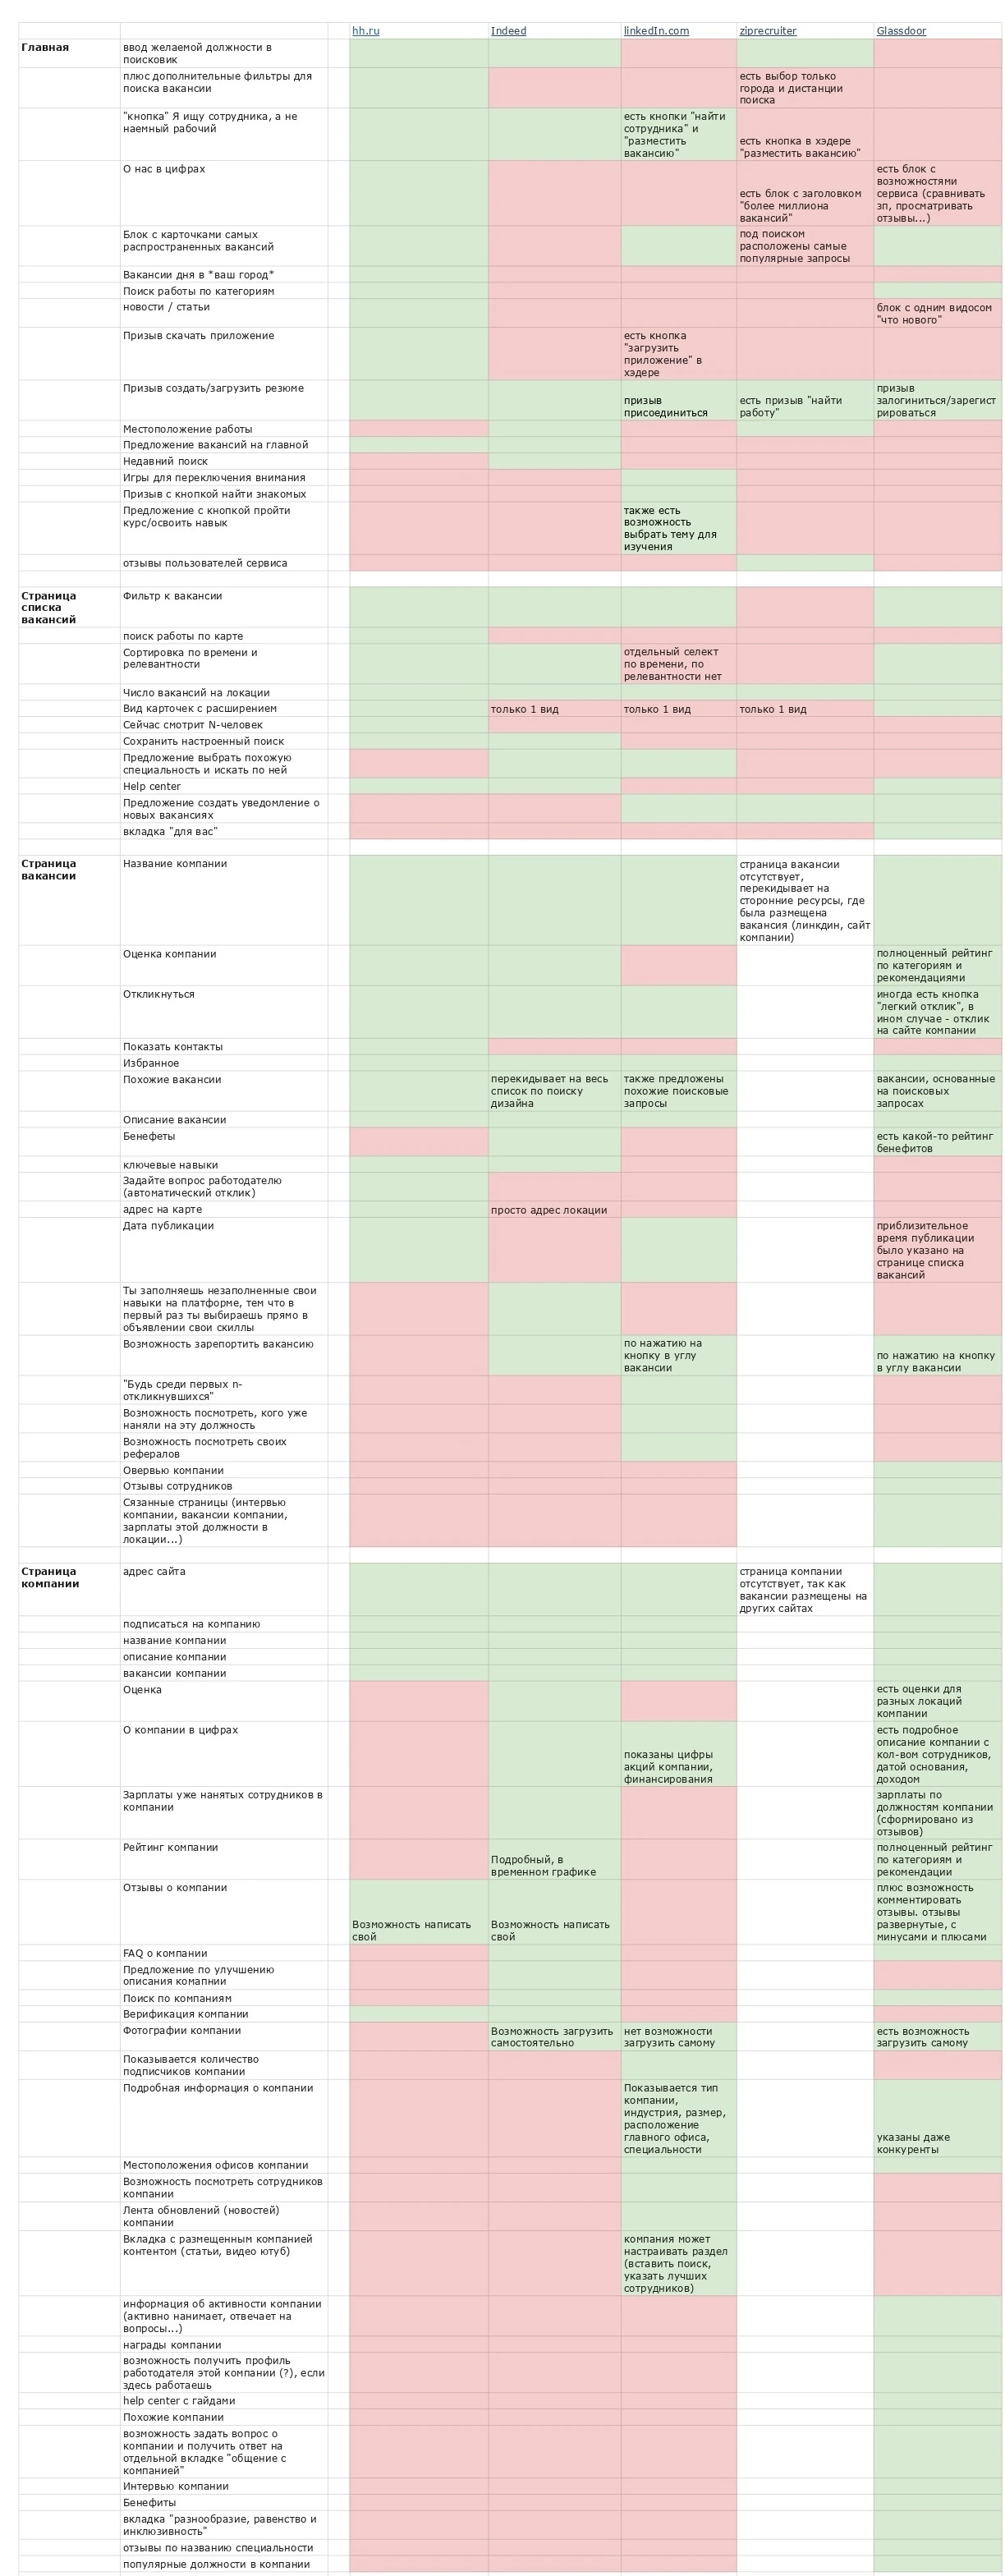 hh.ru
Indeed
linkedIn.com
ziprecruiter
Glassdoor
Главная
ввод желаемой должности в
поисковик
плюс дополнительные фильтры для
поиска вакансии
есть выбор только
города и дистанции
поиска
"кнопка" Я ищу сотрудника, а не
наемный рабочий
есть кнопки "найти
сотрудника" и
"разместить
вакансию"
есть кнопка в хэдере
"разместить вакансию"
О нас в цифрах
есть блок с заголовком
"более миллиона
вакансий"
есть блок с
возможностями
сервиса (сравнивать
зп, просматривать
отзывы...)
Блок с карточками самых
распространенных вакансий
под поиском
расположены самые
популярные запросы
Вакансии дня в *ваш город*
Поиск работы по категориям
новости / статьи
блок с одним видосом
"что нового"
Призыв скачать приложение
есть кнопка
"загрузить
приложение" в
хэдере
Призыв создать/загрузить резюме
призыв
присоединиться
есть призыв "найти
работу"
призыв
залогиниться/зарегист
рироваться
Местоположение работы
Предложение вакансий на главной
Недавний поиск
Игры для переключения внимания
Призыв с кнопкой найти знакомых
Предложение с кнопкой пройти
курс/освоить навык
также есть
возможность
выбрать тему для
изучения
отзывы пользователей сервиса
Страница
списка
вакансий
Фильтр к вакансии
поиск работы по карте
Сортировка по времени и
релевантности
отдельный селект
по времени, по
релевантности нет
Число вакансий на локации
Вид карточек с расширением
только 1 вид
только 1 вид
только 1 вид
Сейчас смотрит N-человек
Сохранить настроенный поиск
Предложение выбрать похожую
специальность и искать по ней
Help center
Предложение создать уведомление о
новых вакансиях
вкладка "для вас"
Страница
вакансии
Название компании
страница вакансии
отсутствует,
перекидывает на
сторонние ресурсы, где
была размещена
вакансия (линкдин, сайт
компании)
Оценка компании
полноценный рейтинг
по категориям и
рекомендациями
Откликнуться
иногда есть кнопка
"легкий отклик", в
ином случае - отклик
на сайте компании
Показать контакты
Избранное
Похожие вакансии
перекидывает на весь
список по поиску
дизайна
также предложены
похожие поисковые
запросы
вакансии, основанные
на поисковых
запросах
Описание вакансии
Бенефеты
есть какой-то рейтинг
бенефитов
ключевые навыки
Задайте вопрос работодателю
(автоматический отклик)
адрес на карте
просто адрес локации
Дата публикации
приблизительное
время публикации
было указано на
странице списка
вакансий
Ты заполняешь незаполненные свои
навыки на платформе, тем что в
первый раз ты выбираешь прямо в
объявлении свои скиллы
Возможность зарепортить вакансию
по нажатию на
кнопку в углу
вакансии
по нажатию на кнопку
в углу вакансии
"Будь среди первых n-
откликнувшихся"
Возможность посмотреть, кого уже
наняли на эту должность
Возможность посмотреть своих
рефералов
Овервью компании
Отзывы сотрудников
Сязанные страницы (интервью
компании, вакансии компании,
зарплаты этой должности в
локации...)
Страница
компании
адрес сайта
страница компании
отсутствует, так как
вакансии размещены на
других сайтах
подписаться на компанию
название компании
описание компании
вакансии компании
Оценка
есть оценки для
разных локаций
компании
О компании в цифрах
показаны цифры
акций компании,
финансирования
есть подробное
описание компании с
кол-вом сотрудников,
датой основания,
доходом
Зарплаты уже нанятых сотрудников в
компании
зарплаты по
должностям компании
(сформировано из
отзывов)
Рейтинг компании
Подробный, в
временном графике
полноценный рейтинг
по категориям и
рекомендации
Отзывы о компании
Возможность написать
свой
Возможность написать
свой
плюс возможность
комментировать
отзывы. отзывы
развернутые, с
минусами и плюсами
FAQ о компании
Предложение по улучшению
описания комапнии
Поиск по компаниям
Верификация компании
Фотографии компании
Возможность загрузить
самостоятельно
нет возможности
загрузить самому
есть возможность
загрузить самому
Показывается количество
подписчиков компании
Подробная информация о компании
Показывается тип
компании,
индустрия, размер,
расположение
главного офиса,
специальности
указаны даже
конкуренты
Местоположения офисов компании
Возможность посмотреть сотрудников
компании
Лента обновлений (новостей)
компании
Вкладка с размещенным компанией
контентом (статьи, видео ютуб)
компания может
настраивать раздел
(вставить поиск,
указать лучших
сотрудников)
информация об активности компании
(активно нанимает, отвечает на
вопросы...)
награды компании
возможность получить профиль
работодателя этой компании (?), если
здесь работаешь
help center с гайдами
Похожие компании
возможность задать вопрос о
компании и получить ответ на
отдельной вкладке "общение с
компанией"
Интервью компании
Бенефиты
вкладка "разнообразие, равенство и
инклюзивность"
отзывы по названию специальности
популярные должности в компании